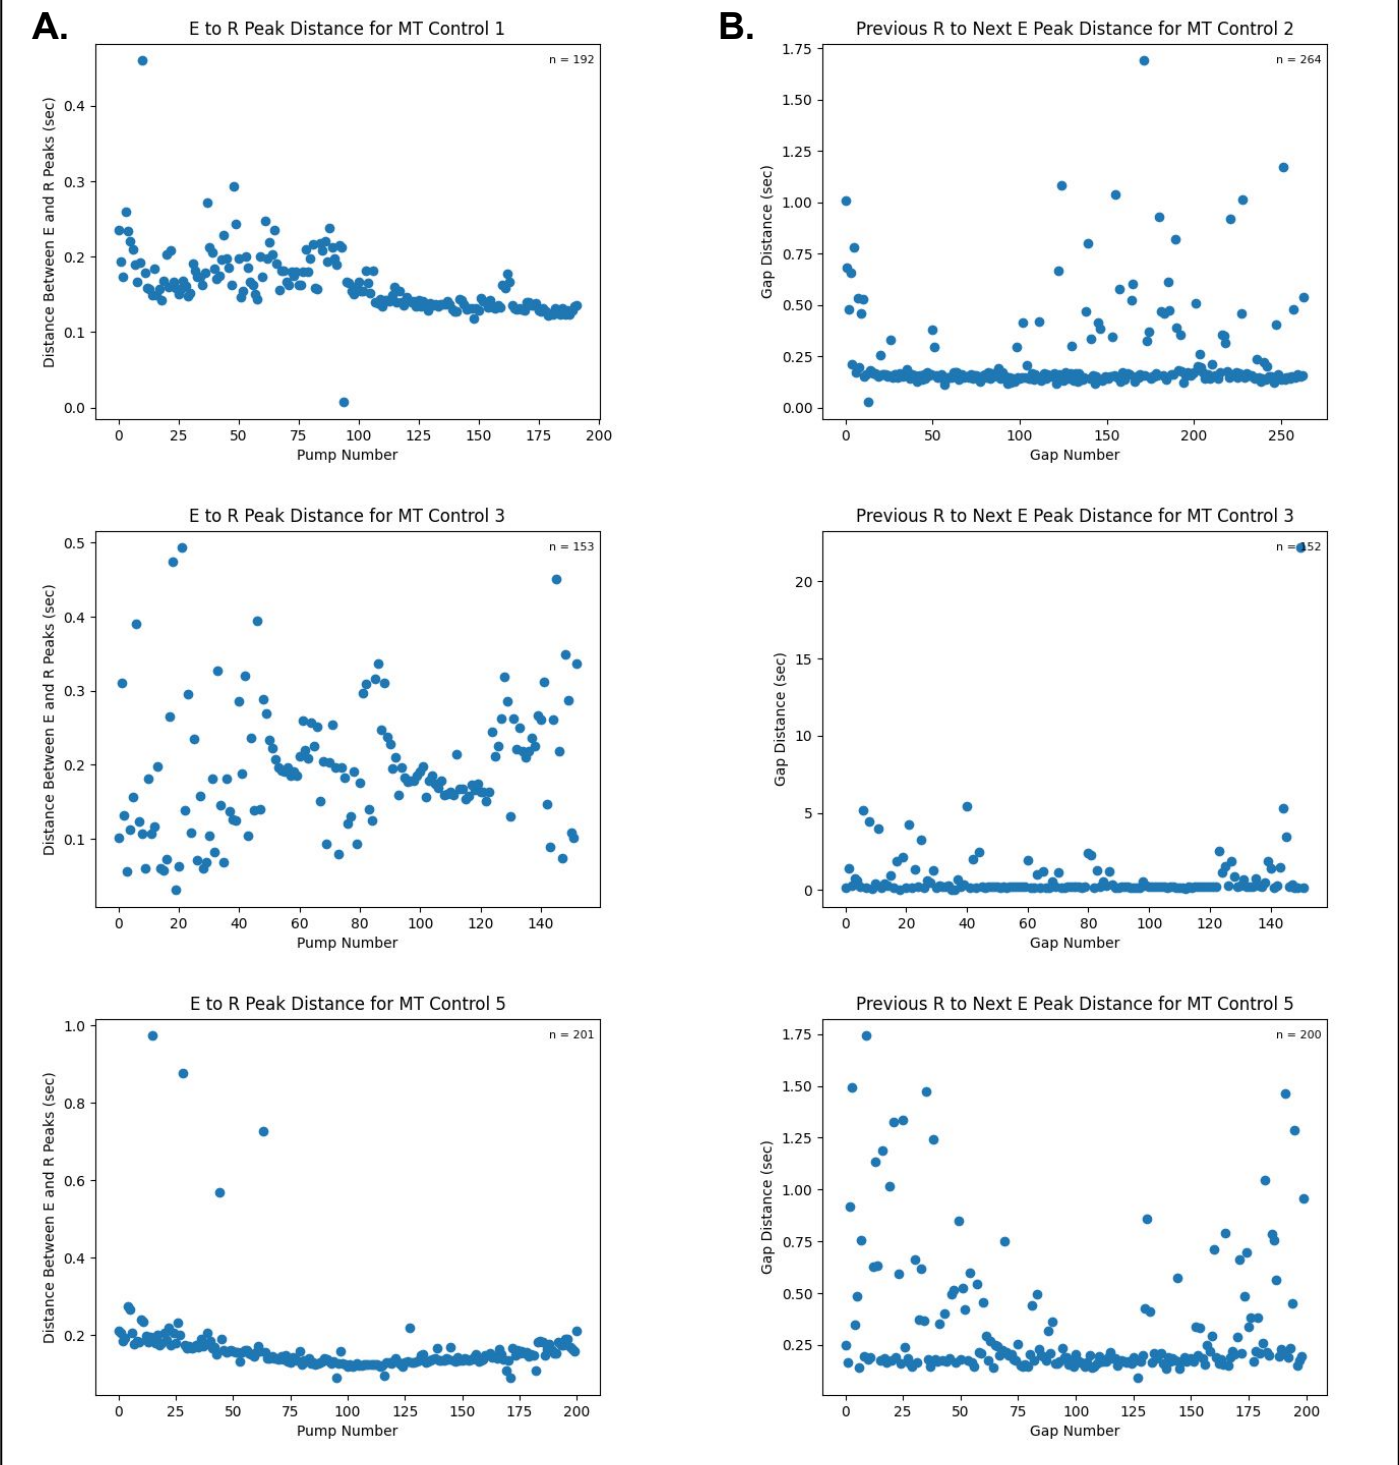 A.
E to R Peak Distance for MT Control 1
n = 192
Distance Between E and R Peaks (sec)
0.4
0.3
0.2
0.1
0.0
0 25 50 75 100 125 150 175 200
Pump Number
B.
Previous R to Next E Peak Distance for MT Control 2
n = 264
Gap Distance (sec)
1.75
1.50
1.25
1.00
0.75
0.50
0.25
0.00
0 50 100 150 200 250
Gap Number
E to R Peak Distance for MT Control 3
n = 153
Distance Between E and R Peaks (sec)
0.5
0.4
0.3
0.2
0.1
0 20 40 60 80 100 120 140
Pump Number
Previous R to Next E Peak Distance for MT Control 3
n = 152
Gap Distance (sec)
20
15
10
5
0
0 20 40 60 80 100 120 140
Gap Number
E to R Peak Distance for MT Control 5
n = 201
Distance Between E and R Peaks (sec)
1.0
0.8
0.6
0.4
0.2
0 25 50 75 100 125 150 175 200
Pump Number
Previous R to Next E Peak Distance for MT Control 5
n = 200
Gap Distance (sec)
1.75
1.50
1.25
1.00
0.75
0.50
0.25
0 25 50 75 100 125 150 175 200
Gap Number